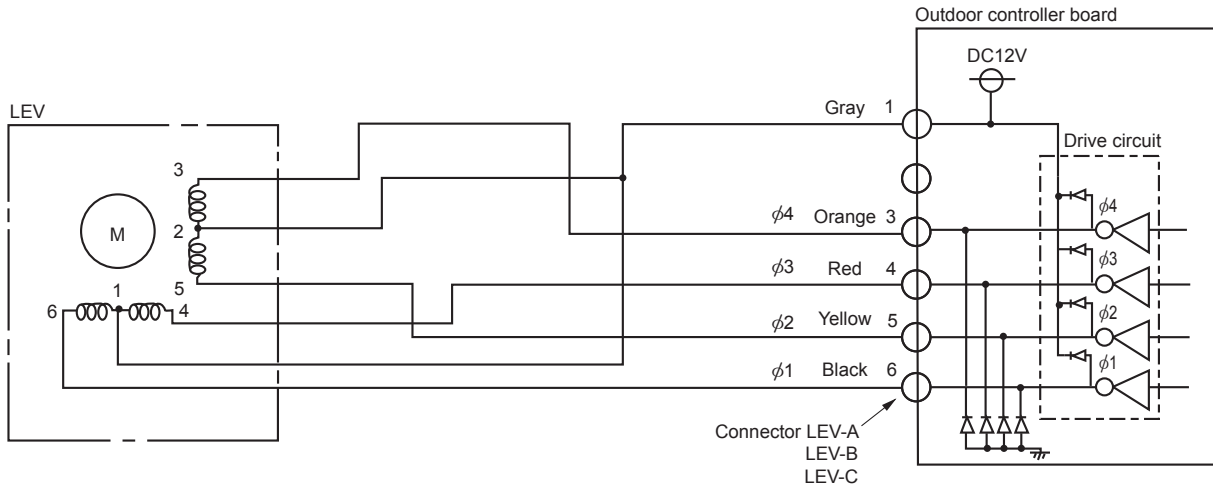 Outdoor controller board
DC12V
LEV
Gray 1
Drive circuit
3
ϕ4
ϕ4 Orange 3
M
2
ϕ3
ϕ3 Red 4
5
1
6 4
ϕ2
ϕ2 Yellow 5
ϕ1
ϕ1 Black 6
Connector LEV-A
LEV-B
LEV-C